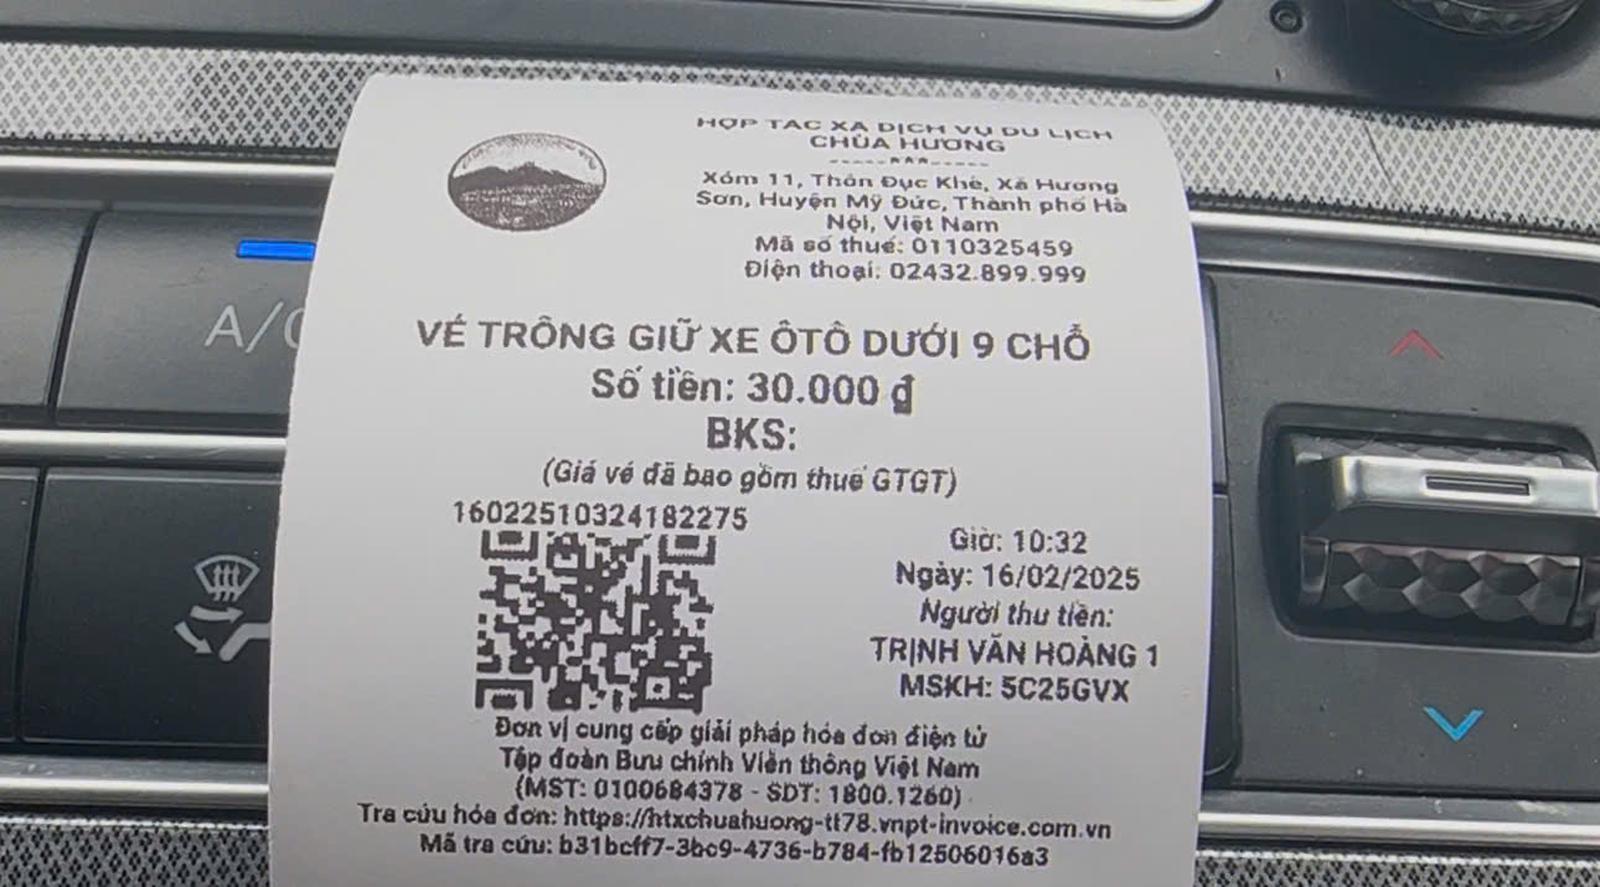 HỢP TÁC XÃ DỊCH VỤ DU LỊCH
CHÙA HƯƠNG
-----***-----
Xóm 11, Thôn Đục Khê, Xã Hương
Sơn, Huyện Mỹ Đức, Thành phố Hà
Nội, Việt Nam
Mã số thuế: 0110325459
Điện thoại: 02432.899.999
A/C
VÉ TRÔNG GIỮ XE ÔTÔ DƯỚI 9 CHỖ
Số tiền: 30.000 ₫
BKS:
(Giá vé đã bao gồm thuế GTGT)
16022510324182275
Giờ: 10:32
Ngày: 16/02/2025
Người thu tiền:
TRỊNH VĂN HOÀNG 1
MSKH: 5C25GVX
Đơn vị cung cấp giải pháp hóa đơn điện tử
Tập đoàn Bưu chính Viễn thông Việt Nam
(MST: 0100684378 - SDT: 1800.1260)
Tra cứu hóa đơn: https://htxchuahuong-tt78.vnpt-invoice.com.vn
Mã tra cứu: b31bcff7-3bc9-4736-b784-fb12506016a3